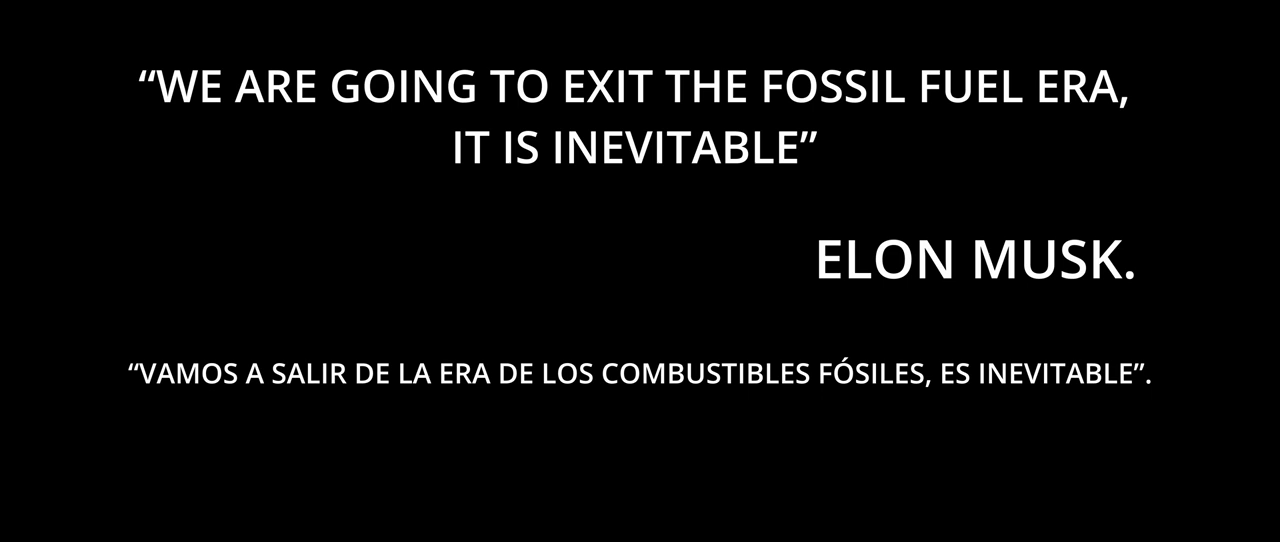 “WE ARE GOING TO EXIT THE FOSSIL FUEL ERA,
IT IS INEVITABLE”
ELON MUSK.
“VAMOS A SALIR DE LA ERA DE LOS COMBUSTIBLES FÓSILES, ES INEVITABLE”.